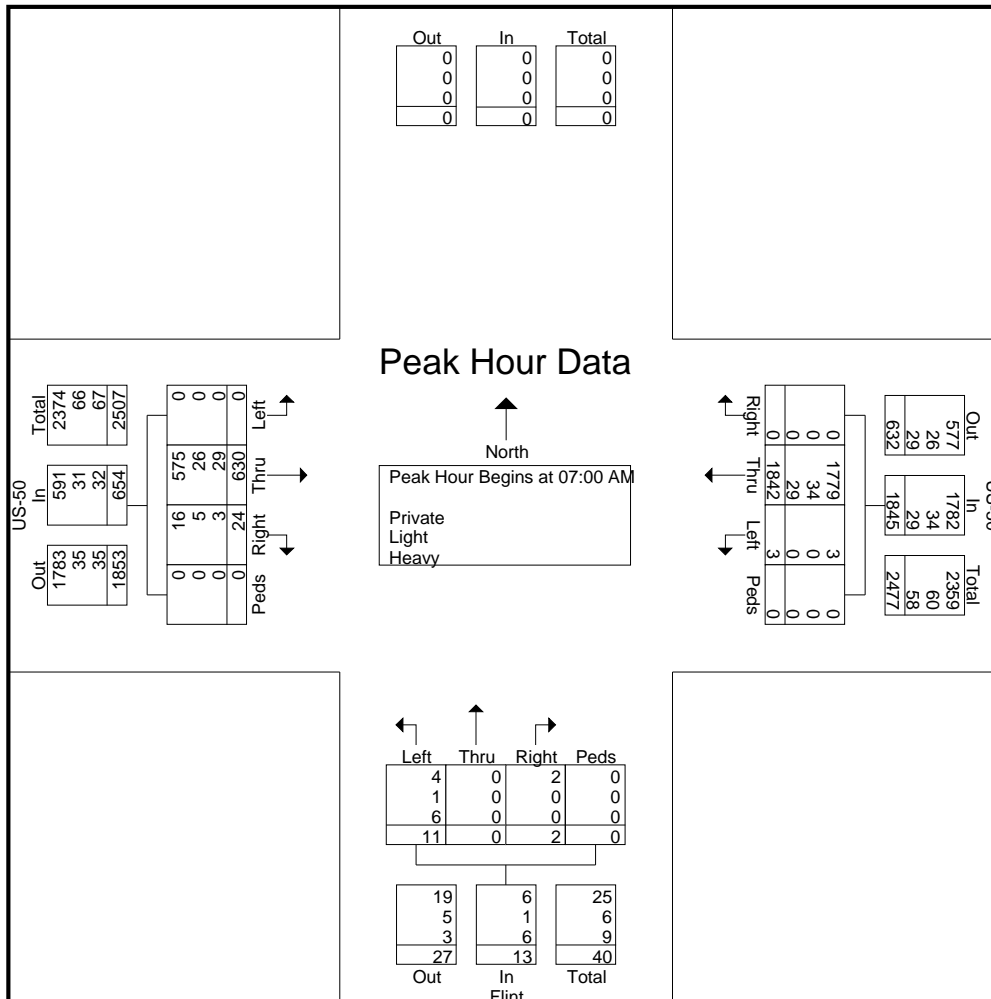 Out In Total
0 0 0
0 0 0
0 0 0
0 0 0
Peak Hour Data
North
Peak Hour Begins at 07:00 AM
Private
Light
Heavy
US-50
Out In Total
1783 591 2374
35 31 66
35 32 67
1853 654 2507
Left Thru Right Peds
0 575 16 0
0 26 5 0
0 29 3 0
0 630 24 0
Right Thru Left Peds
0 1779 3 0
0 34 0 0
0 29 0 0
0 1842 3 0
Out In Total
577 1782 2359
26 34 60
29 29 58
632 1845 2477
Left Thru Right Peds
4 0 2 0
1 0 0 0
6 0 0 0
11 0 2 0
19 6 25
5 1 6
3 6 9
27 13 40
Out In Total
Flint